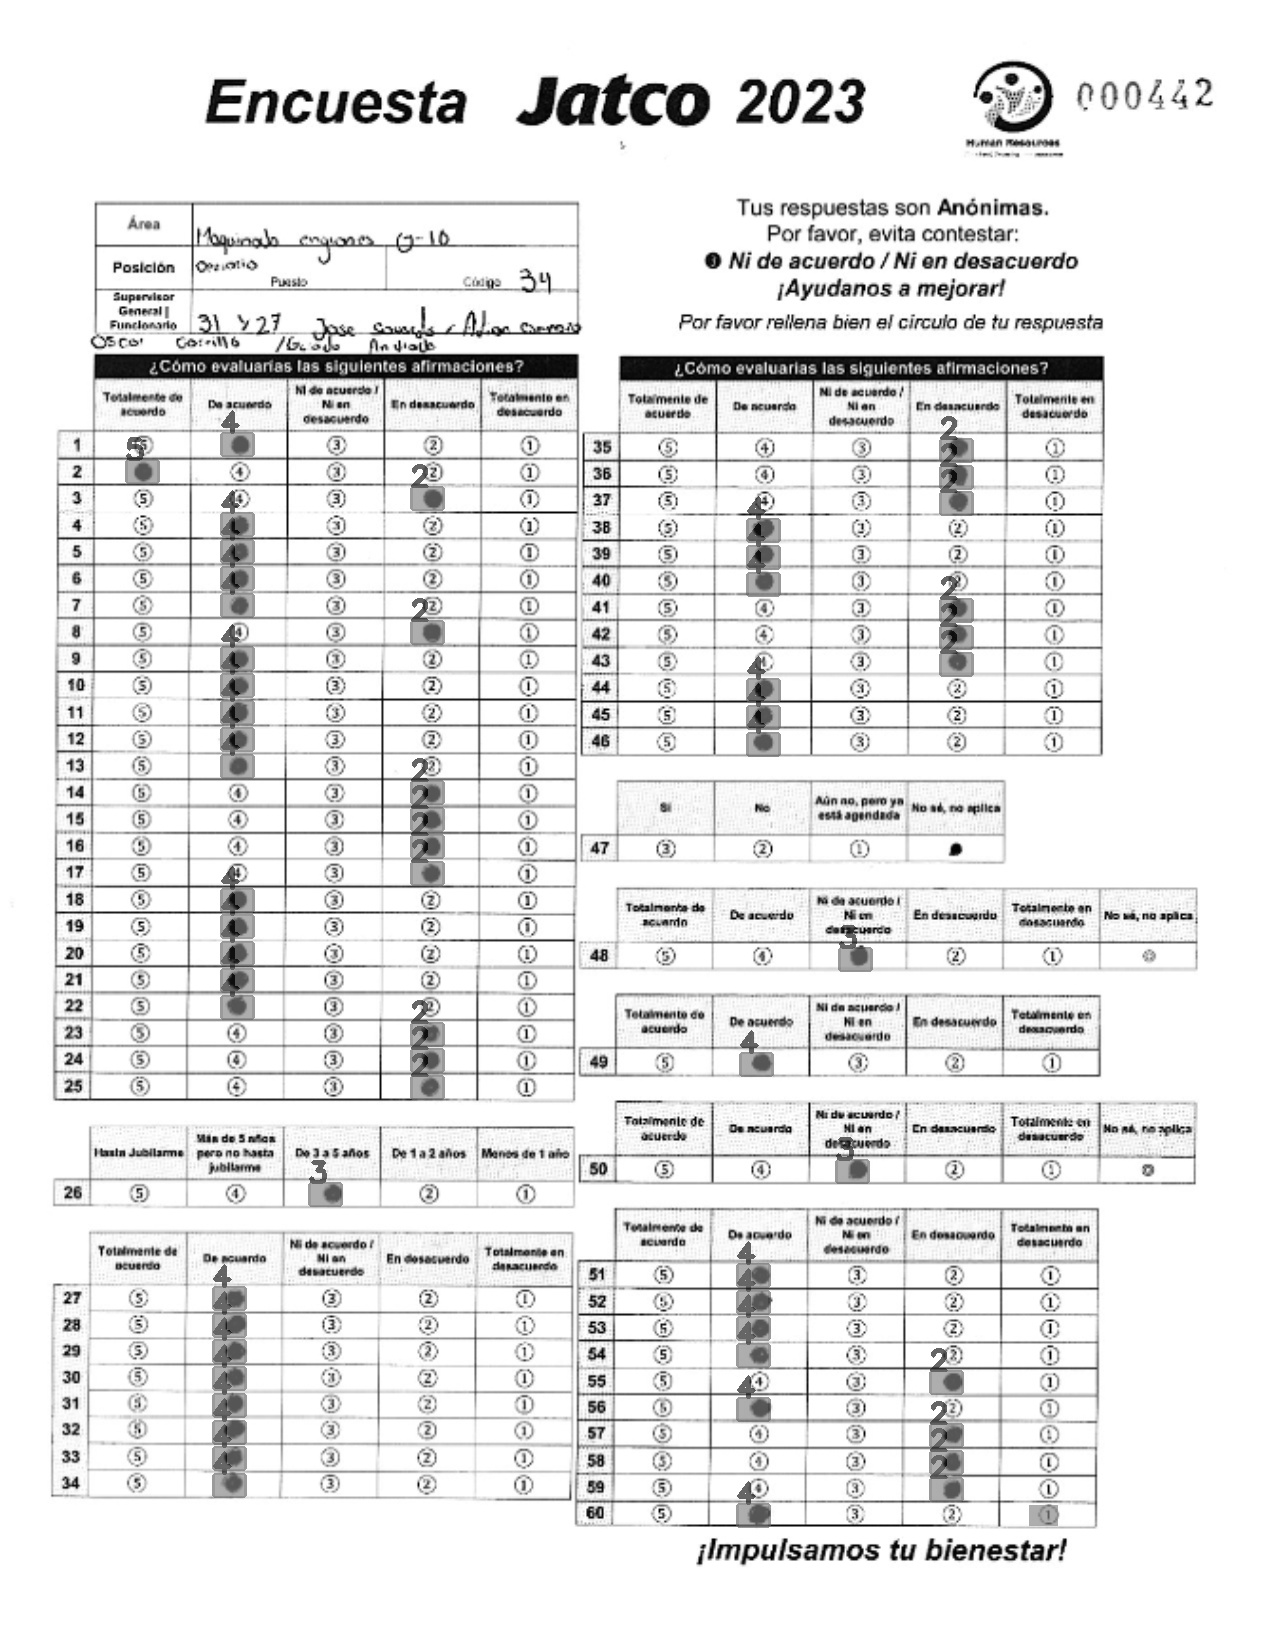 Encuesta Jatco 2023
Human Resources
000442
Área Maquinado engranes G-10
Posición Operario Puesto Código 34
Supervisor General / Funcionario 31 y 27 Jose
Oscar Carrillo
Tus respuestas son Anónimas.
Por favor, evita contestar:
❸ Ni de acuerdo / Ni en desacuerdo
¡Ayudanos a mejorar!
Por favor rellena bien el circulo de tu respuesta
¿Cómo evaluarías las siguientes afirmaciones?
Totalmente de acuerdo De acuerdo Ni de acuerdo / Ni en desacuerdo En desacuerdo Totalmente en desacuerdo
1 5 4 ③ ② ①
2 5 ④ ③ ② ①
3 ⑤ ④ ③ 2 ①
4 ⑤ 4 ③ ② ①
5 ⑤ 4 ③ ② ①
6 ⑤ 4 ③ ② ①
7 ⑤ 4 ③ ② ①
8 ⑤ ④ ③ 2 ①
9 ⑤ 4 ③ ② ①
10 ⑤ 4 ③ ② ①
11 ⑤ 4 ③ ② ①
12 ⑤ 4 ③ ② ①
13 ⑤ 4 ③ ② ①
14 ⑤ ④ ③ 2 ①
15 ⑤ ④ ③ 2 ①
16 ⑤ ④ ③ 2 ①
17 ⑤ ④ ③ 2 ①
18 ⑤ 4 ③ ② ①
19 ⑤ 4 ③ ② ①
20 ⑤ 4 ③ ② ①
21 ⑤ 4 ③ ② ①
22 ⑤ 4 ③ ② ①
23 ⑤ ④ ③ 2 ①
24 ⑤ ④ ③ 2 ①
25 ⑤ ④ ③ 2 ①
Hasta Jubilarme Más de 5 años pero no hasta jubilarme De 3 a 5 años De 1 a 2 años Menos de 1 año
26 ⑤ ④ 3 ② ①
Totalmente de acuerdo De acuerdo Ni de acuerdo / Ni en desacuerdo En desacuerdo Totalmente en desacuerdo
27 ⑤ 4 ③ ② ①
28 ⑤ 4 ③ ② ①
29 ⑤ 4 ③ ② ①
30 ⑤ 4 ③ ② ①
31 ⑤ 4 ③ ② ①
32 ⑤ 4 ③ ② ①
33 ⑤ 4 ③ ② ①
34 ⑤ 4 ③ ② ①
¿Cómo evaluarías las siguientes afirmaciones?
Totalmente de acuerdo De acuerdo Ni de acuerdo / Ni en desacuerdo En desacuerdo Totalmente en desacuerdo
35 ⑤ ④ ③ 2 ①
36 ⑤ ④ ③ 2 ①
37 ⑤ ④ ③ 2 ①
38 ⑤ 4 ③ ② ①
39 ⑤ 4 ③ ② ①
40 ⑤ 4 ③ ② ①
41 ⑤ ④ ③ 2 ①
42 ⑤ ④ ③ 2 ①
43 ⑤ ④ ③ 2 ①
44 ⑤ 4 ③ ② ①
45 ⑤ 4 ③ ② ①
46 ⑤ 4 ③ ② ①
Si No Aún no, pero ya está agendada No sé, no aplica
47 ③ ② ①
Totalmente de acuerdo De acuerdo Ni de acuerdo / Ni en desacuerdo En desacuerdo Totalmente en desacuerdo No sé, no aplica
48 ⑤ ④ 3 ② ①
Totalmente de acuerdo De acuerdo Ni de acuerdo / Ni en desacuerdo En desacuerdo Totalmente en desacuerdo
49 ⑤ 4 ③ ② ①
Totalmente de acuerdo De acuerdo Ni de acuerdo / Ni en desacuerdo En desacuerdo Totalmente en desacuerdo No sé, no aplica
50 ⑤ ④ 3 ② ①
Totalmente de acuerdo De acuerdo Ni de acuerdo / Ni en desacuerdo En desacuerdo Totalmente en desacuerdo
51 ⑤ 4 ③ ② ①
52 ⑤ 4 ③ ② ①
53 ⑤ 4 ③ ② ①
54 ⑤ 4 ③ ② ①
55 ⑤ ④ ③ 2 ①
56 ⑤ 4 ③ ② ①
57 ⑤ ④ ③ 2 ①
58 ⑤ ④ ③ 2 ①
59 ⑤ ④ ③ 2 ①
60 ⑤ 4 ③ ② ①
¡Impulsamos tu bienestar!